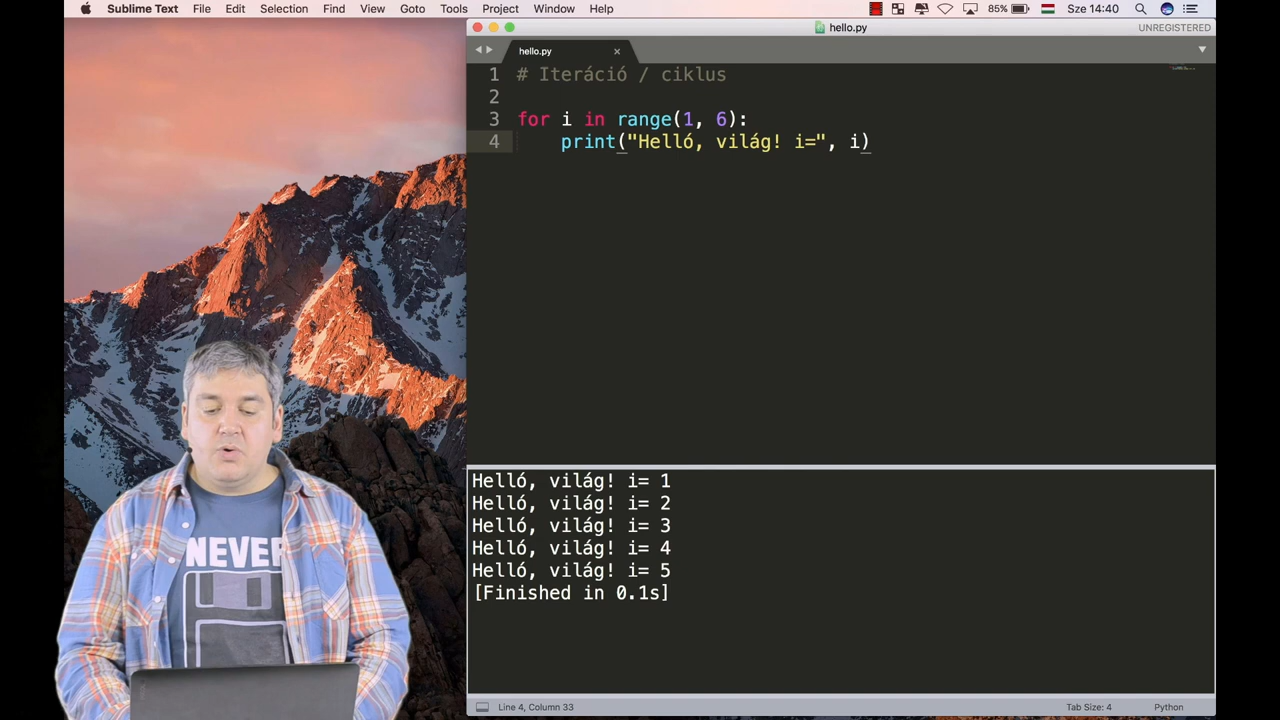 Sublime Text File Edit Selection Find View Goto Tools Project Window Help 85% Sze 14:40
hello.py UNREGISTERED
hello.py
1 # Iteráció / ciklus
2
3 for i in range(1, 6):
4 print("Helló, világ! i=", i)
Helló, világ! i= 1
Helló, világ! i= 2
Helló, világ! i= 3
Helló, világ! i= 4
Helló, világ! i= 5
[Finished in 0.1s]
NEVER
Line 4, Column 33 Tab Size: 4 Python